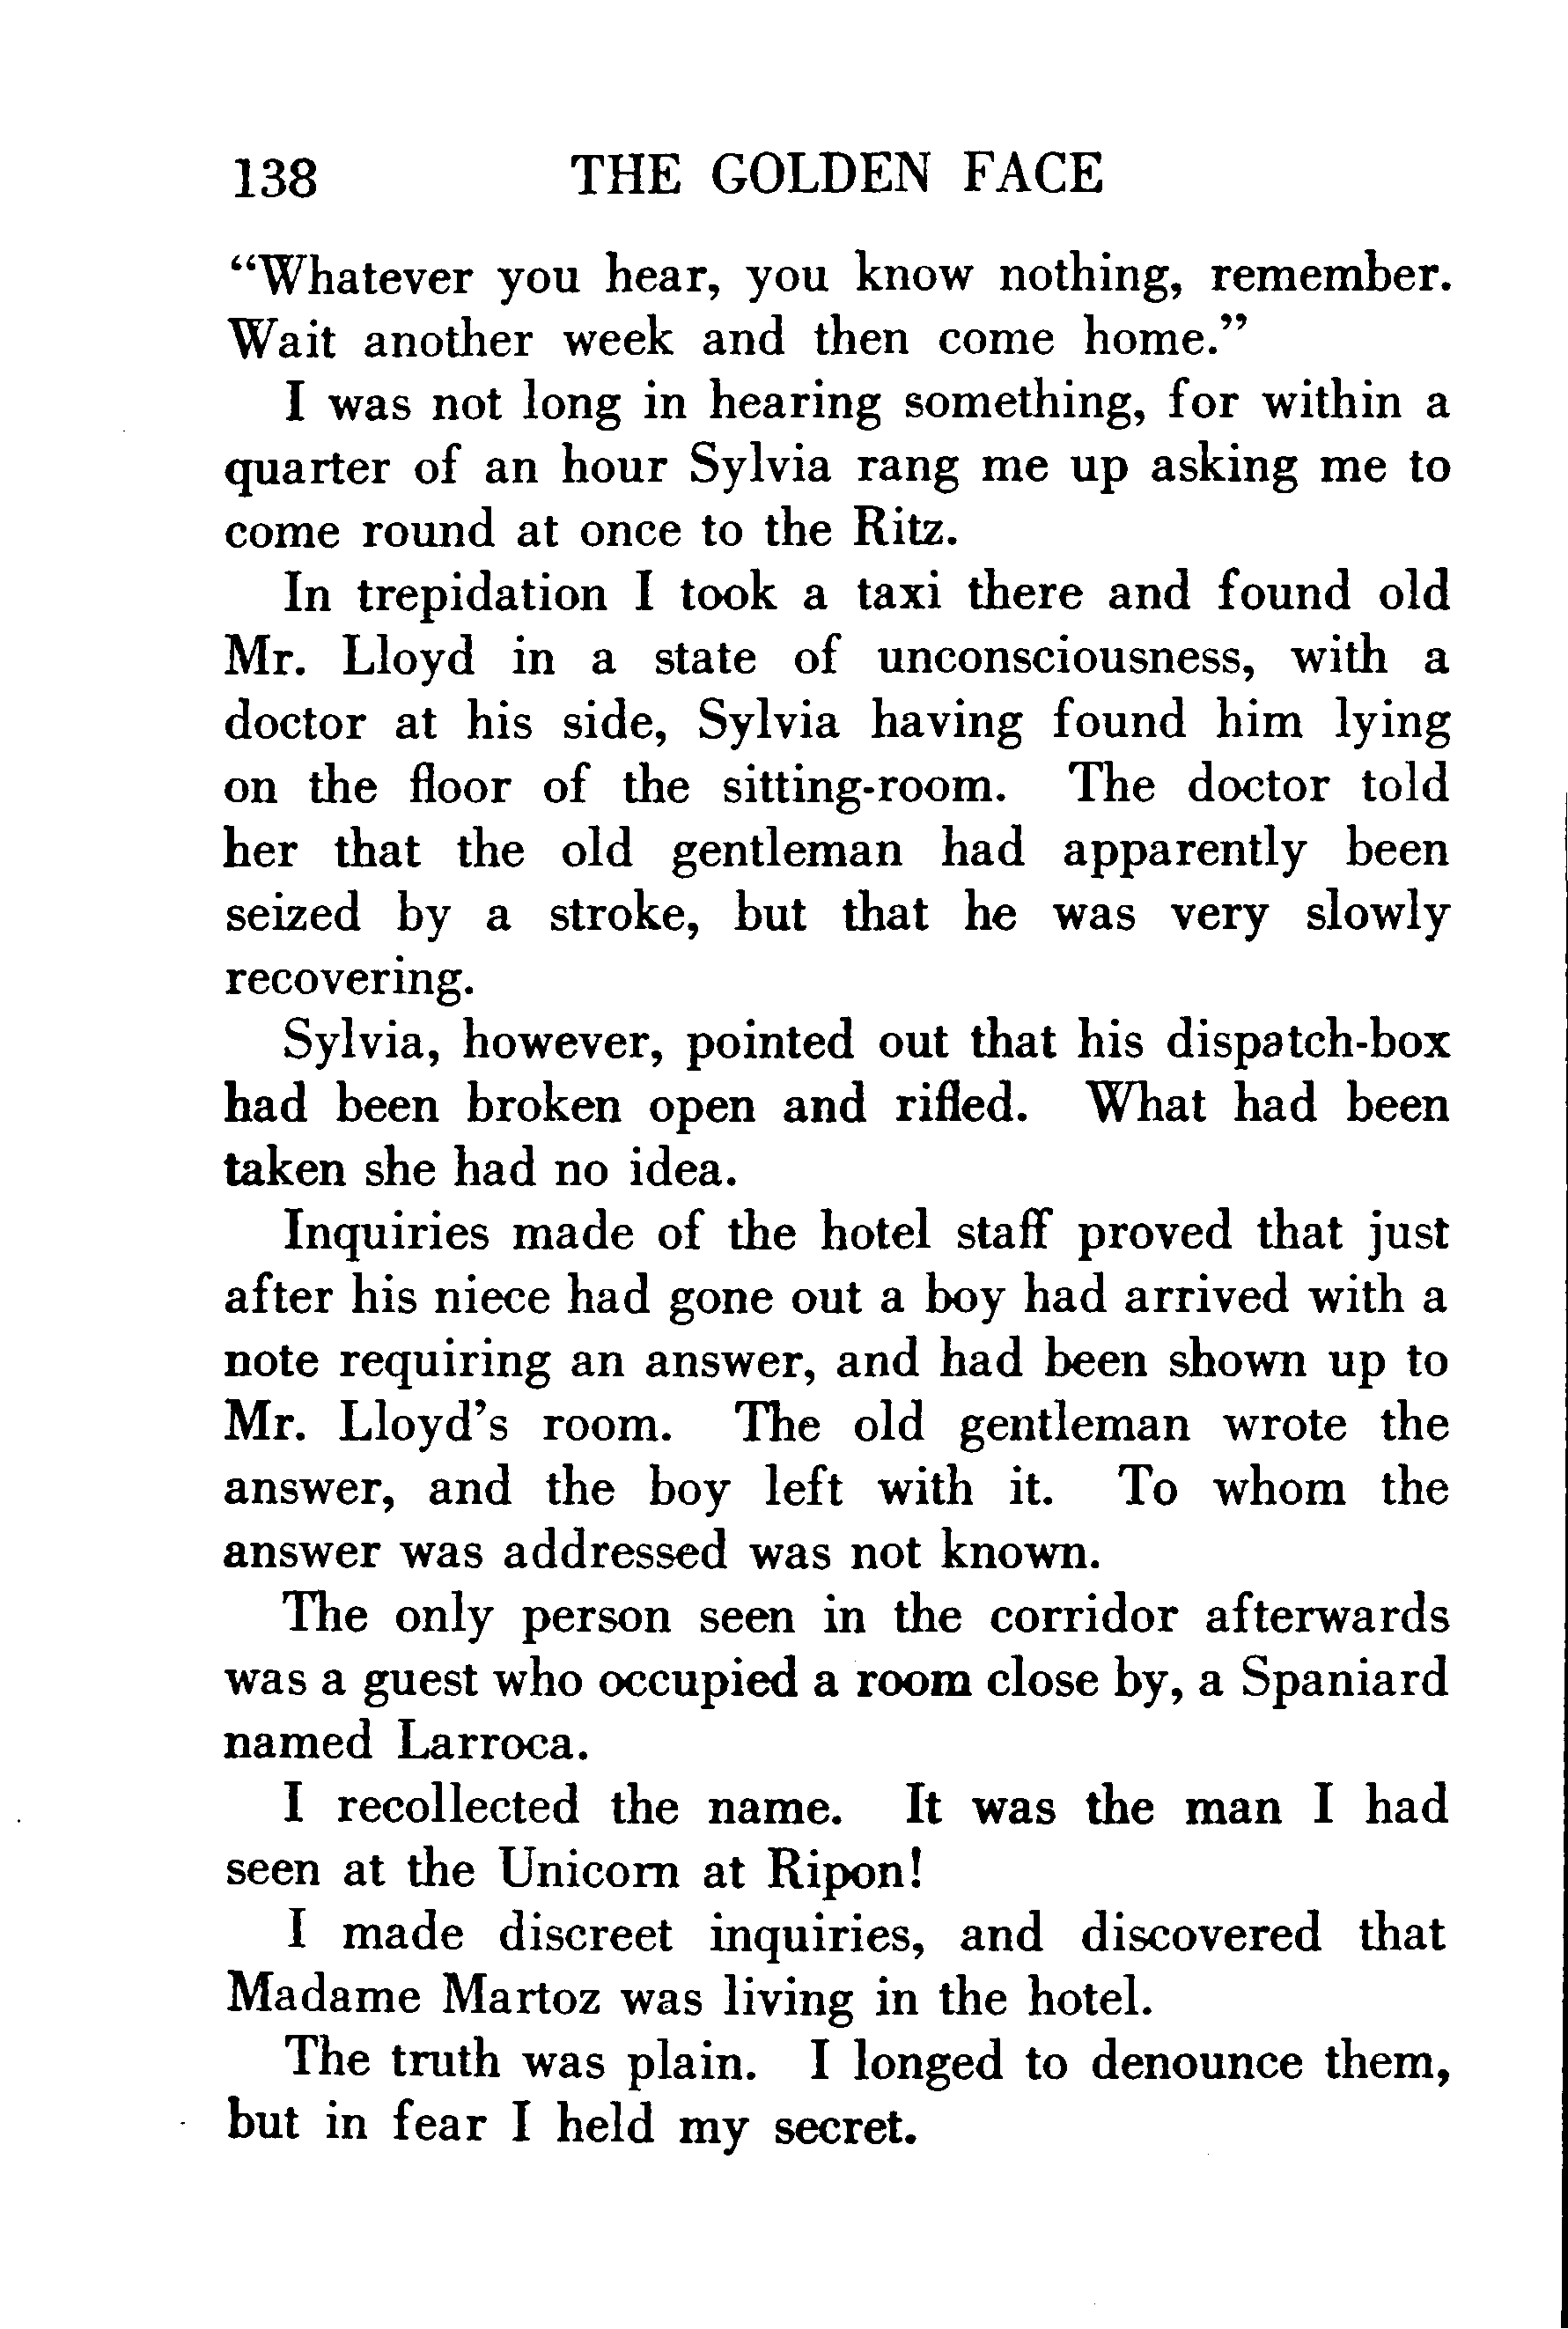 138 THE GOLDEN FACE
“Whatever you hear, you know nothing, remember.
Wait another week and then come home.”
I was not long in hearing something, for within a
quarter of an hour Sylvia rang me up asking me to
come round at once to the Ritz.
In trepidation I took a taxi there and found old
Mr. Lloyd in a state of unconsciousness, with a
doctor at his side, Sylvia having found him lying
on the floor of the sitting-room. The doctor told
her that the old gentleman had apparently been
seized by a stroke, but that he was very slowly
recovering.
Sylvia, however, pointed out that his dispatch-box
had been broken open and rifled. What had been
taken she had no idea.
Inquiries made of the hotel staff proved that just
after his niece had gone out a boy had arrived with a
note requiring an answer, and had been shown up to
Mr. Lloyd’s room. The old gentleman wrote the
answer, and the boy left with it. To whom the
answer was addressed was not known.
The only person seen in the corridor afterwards
was a guest who occupied a room close by, a Spaniard
named Larroca.
I recollected the name. It was the man I had
seen at the Unicorn at Ripon!
I made discreet inquiries, and discovered that
Madame Martoz was living in the hotel.
The truth was plain. I longed to denounce them,
but in fear I held my secret.